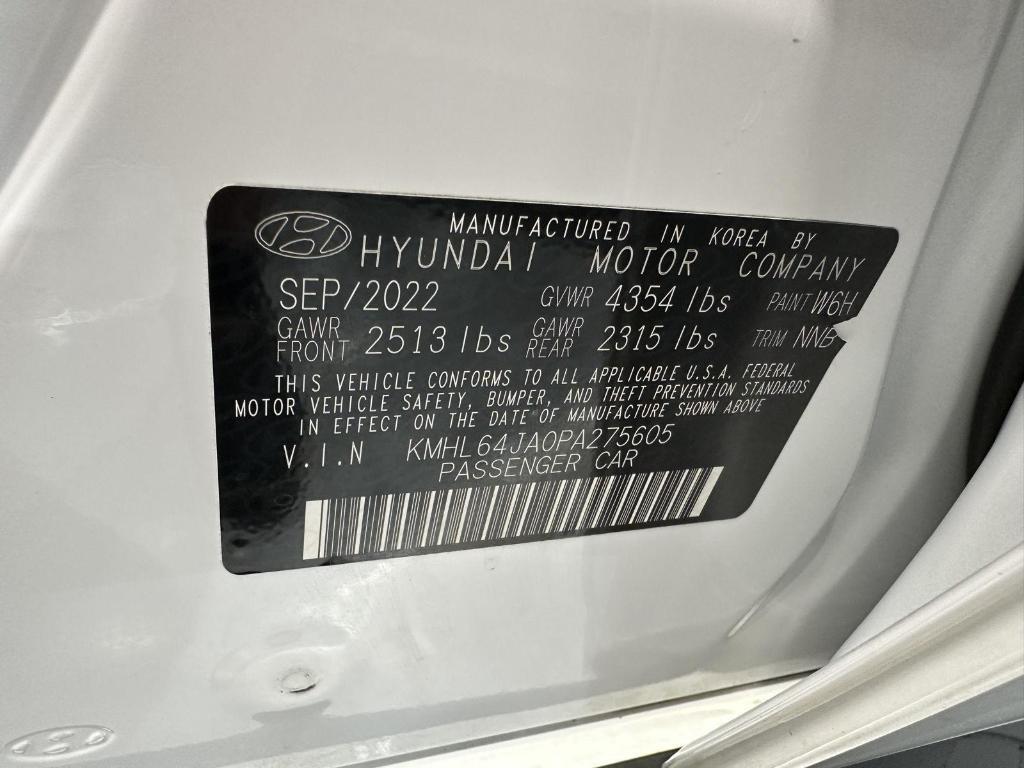 MANUFACTURED IN KOREA BY
HYUNDAI MOTOR COMPANY
SEP/2022 GVWR 4354 lbs PAINT W6H
GAWR FRONT 2513 lbs GAWR REAR 2315 lbs TRIM NNB
THIS VEHICLE CONFORMS TO ALL APPLICABLE U.S.A. FEDERAL
MOTOR VEHICLE SAFETY, BUMPER, AND THEFT PREVENTION STANDARDS
IN EFFECT ON THE DATE OF MANUFACTURE SHOWN ABOVE
V.I.N KMHL64JA0PA275605
PASSENGER CAR